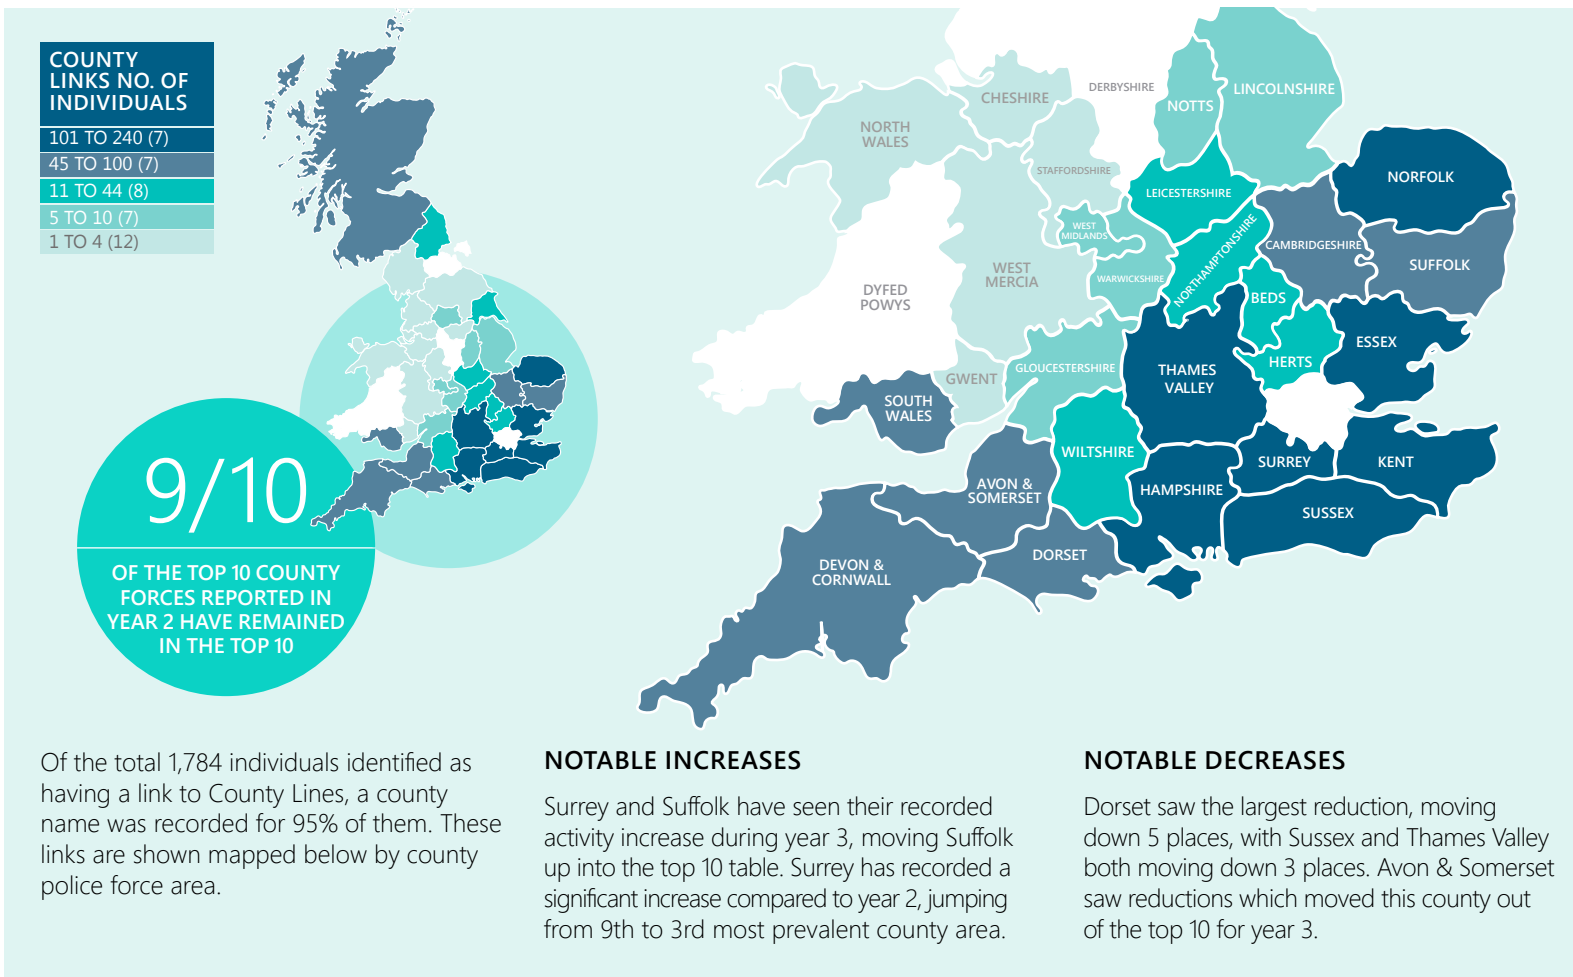 COUNTY
LINKS NO. OF
INDIVIDUALS
101 TO 240 (7)
45 TO 100 (7)
11 TO 44 (8)
5 TO 10 (7)
1 TO 4 (12)
9/10
OF THE TOP 10 COUNTY
FORCES REPORTED IN
YEAR 2 HAVE REMAINED
IN THE TOP 10
DERBYSHIRE
CHESHIRE
NOTTS
LINCOLNSHIRE
NORTH
WALES
STAFFORDSHIRE
LEICESTERSHIRE
NORFOLK
WEST
MIDLANDS
NORTHAMPTONSHIRE
CAMBRIDGESHIRE
SUFFOLK
WEST
MERCIA
WARWICKSHIRE
DYFED
POWYS
BEDS
ESSEX
HERTS
GWENT
GLOUCESTERSHIRE
THAMES
VALLEY
SOUTH
WALES
WILTSHIRE
SURREY
KENT
AVON &
SOMERSET
HAMPSHIRE
SUSSEX
DORSET
DEVON &
CORNWALL
Of the total 1,784 individuals identified as
having a link to County Lines, a county
name was recorded for 95% of them. These
links are shown mapped below by county
police force area.
NOTABLE INCREASES
Surrey and Suffolk have seen their recorded
activity increase during year 3, moving Suffolk
up into the top 10 table. Surrey has recorded a
significant increase compared to year 2, jumping
from 9th to 3rd most prevalent county area.
NOTABLE DECREASES
Dorset saw the largest reduction, moving
down 5 places, with Sussex and Thames Valley
both moving down 3 places. Avon & Somerset
saw reductions which moved this county out
of the top 10 for year 3.